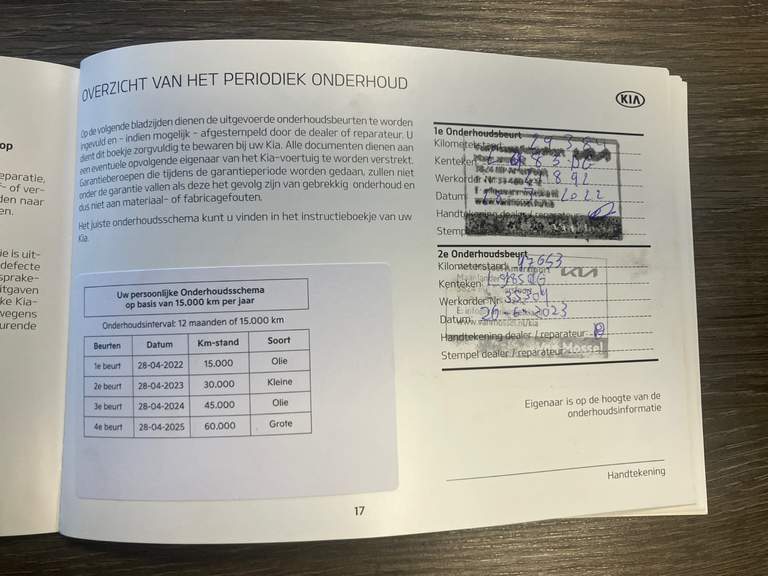 op
eparatie,
- of ver-
den naar
en.
ie is uit-
defecte
sprake-
itgaven
ke Kia-
wegens
urende
OVERZICHT VAN HET PERIODIEK ONDERHOUD
Op de volgende bladzijden dienen de uitgevoerde onderhoudsbeurten te worden
ingevuld en - indien mogelijk - afgestempeld door de dealer of reparateur. U
dient dit boekje zorgvuldig te bewaren bij uw Kia. Alle documenten dienen aan
een eventuele opvolgende eigenaar van het Kia-voertuig te worden verstrekt.
Garantieberoepen die tijdens de garantieperiode worden gedaan, zullen niet
onder de garantie vallen als deze het gevolg zijn van gebrekkig onderhoud en
dus niet aan materiaal- of fabricagefouten.
Het juiste onderhoudsschema kunt u vinden in het instructieboekje van uw
Kia.
Uw persoonlijke Onderhoudsschema
op basis van 15.000 km per jaar
Onderhoudsinterval: 12 maanden of 15.000 km
Beurten Datum Km-stand Soort
1e beurt 28-04-2022 15.000 Olie
2e beurt 28-04-2023 30.000 Kleine
3e beurt 28-04-2024 45.000 Olie
4e beurt 28-04-2025 60.000 Grote
17
KIA
1e Onderhoudsbeurt
Kilometerstand
Kenteken
Werkorder
Datum 2022
Handtekening dealer / reparateur
Stempel
2e Onderhoudsbeurt
Kilometerstand: 47653
Kenteken:
Werkorder Nr: 33304
Datum: 26-6-2023
www.vanmossel.nl/kia
Handtekening dealer / reparateur:
Stempel dealer / reparateur: Mossel
Eigenaar is op de hoogte van de
onderhoudsinformatie
Handtekening